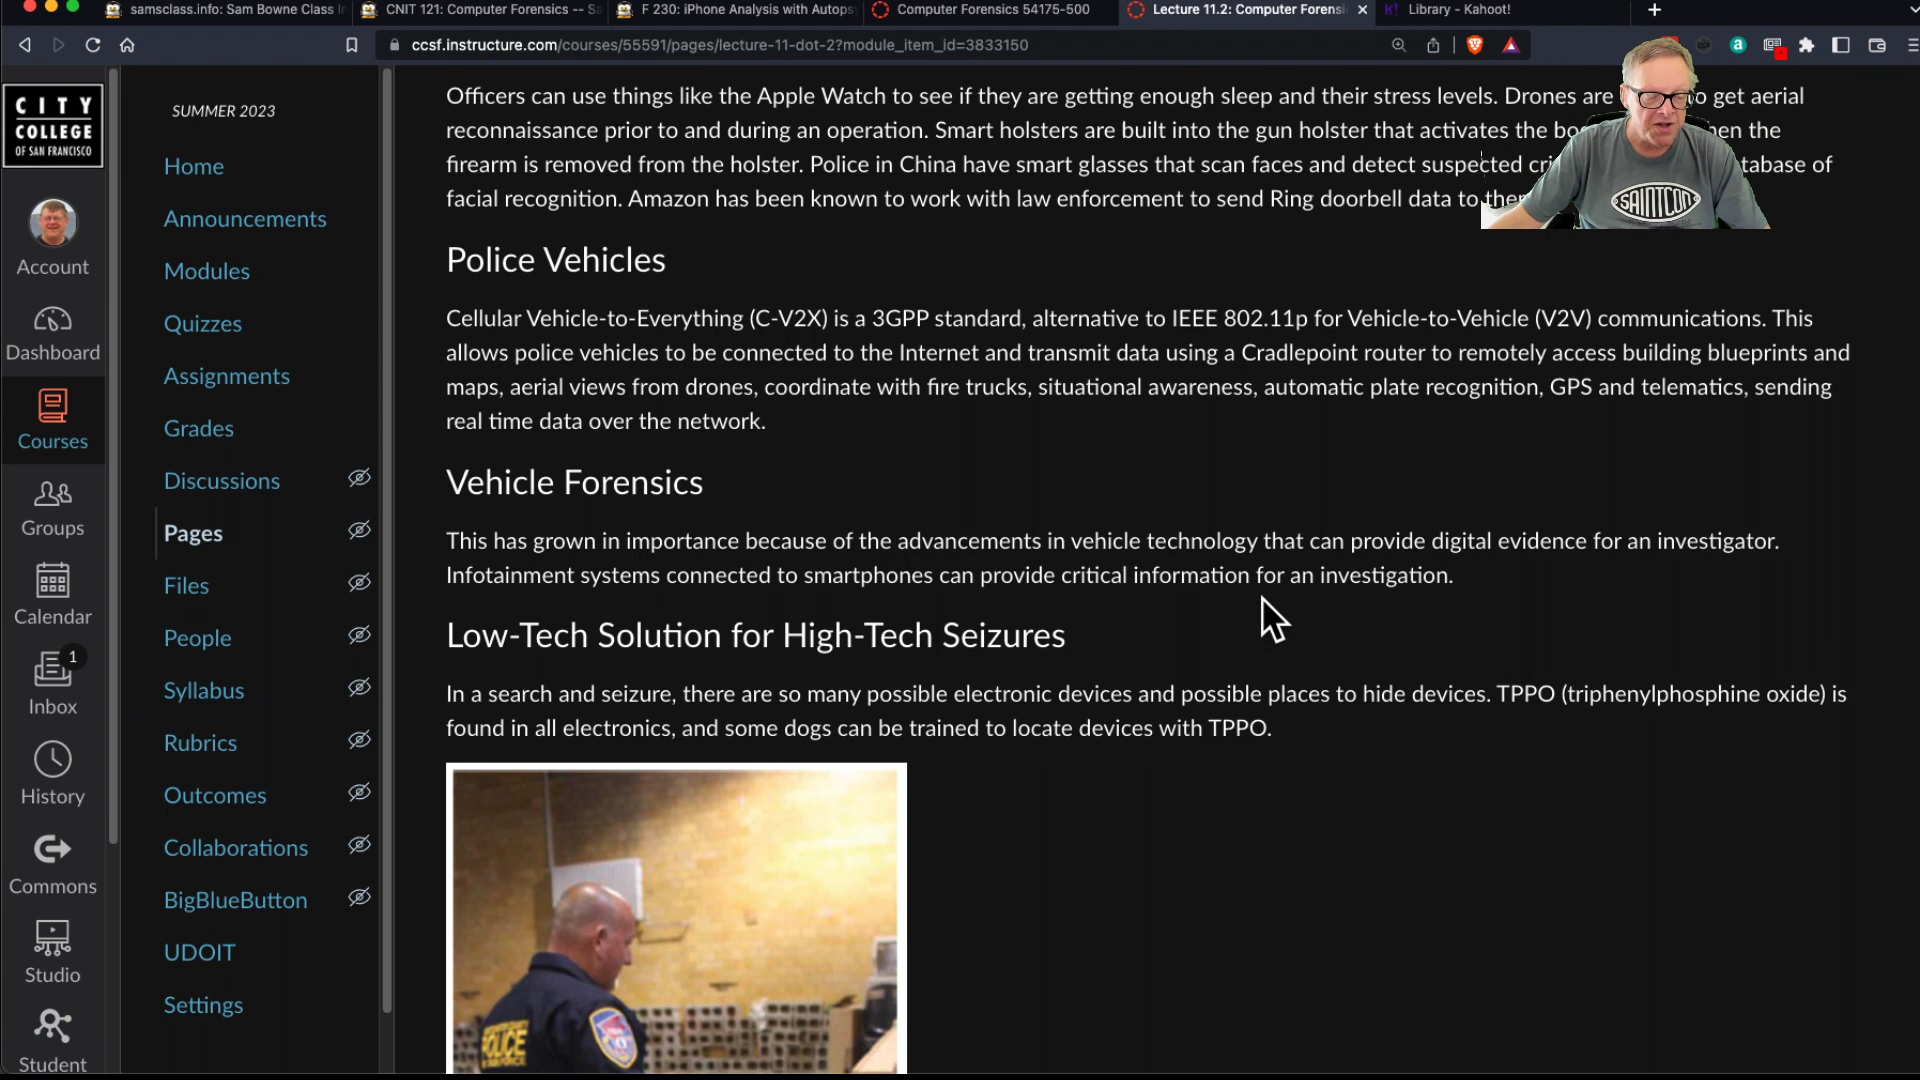 samsclass.info: Sam Bowne Class In
CNIT 121: Computer Forensics -- Sa
F 230: iPhone Analysis with Autopsy
Computer Forensics 54175-500
Lecture 11.2: Computer Forensi
Library - Kahoot!
ccsf.instructure.com/courses/55591/pages/lecture-11-dot-2?module_item_id=3833150
CITY
COLLEGE
OF SAN FRANCISCO
Account
Dashboard
Courses
Groups
Calendar
1
Inbox
History
Commons
Studio
Student
SUMMER 2023
Home
Announcements
Modules
Quizzes
Assignments
Grades
Discussions
Pages
Files
People
Syllabus
Rubrics
Outcomes
Collaborations
BigBlueButton
UDOIT
Settings
Officers can use things like the Apple Watch to see if they are getting enough sleep and their stress levels. Drones are to get aerial
reconnaissance prior to and during an operation. Smart holsters are built into the gun holster that activates the the
firearm is removed from the holster. Police in China have smart glasses that scan faces and detect suspected
facial recognition. Amazon has been known to work with law enforcement to send Ring doorbell data to
SAINTCON
Police Vehicles
Cellular Vehicle-to-Everything (C-V2X) is a 3GPP standard, alternative to IEEE 802.11p for Vehicle-to-Vehicle (V2V) communications. This
allows police vehicles to be connected to the Internet and transmit data using a Cradlepoint router to remotely access building blueprints and
maps, aerial views from drones, coordinate with fire trucks, situational awareness, automatic plate recognition, GPS and telematics, sending
real time data over the network.
Vehicle Forensics
This has grown in importance because of the advancements in vehicle technology that can provide digital evidence for an investigator.
Infotainment systems connected to smartphones can provide critical information for an investigation.
Low-Tech Solution for High-Tech Seizures
In a search and seizure, there are so many possible electronic devices and possible places to hide devices. TPPO (triphenylphosphine oxide) is
found in all electronics, and some dogs can be trained to locate devices with TPPO.
POLICE